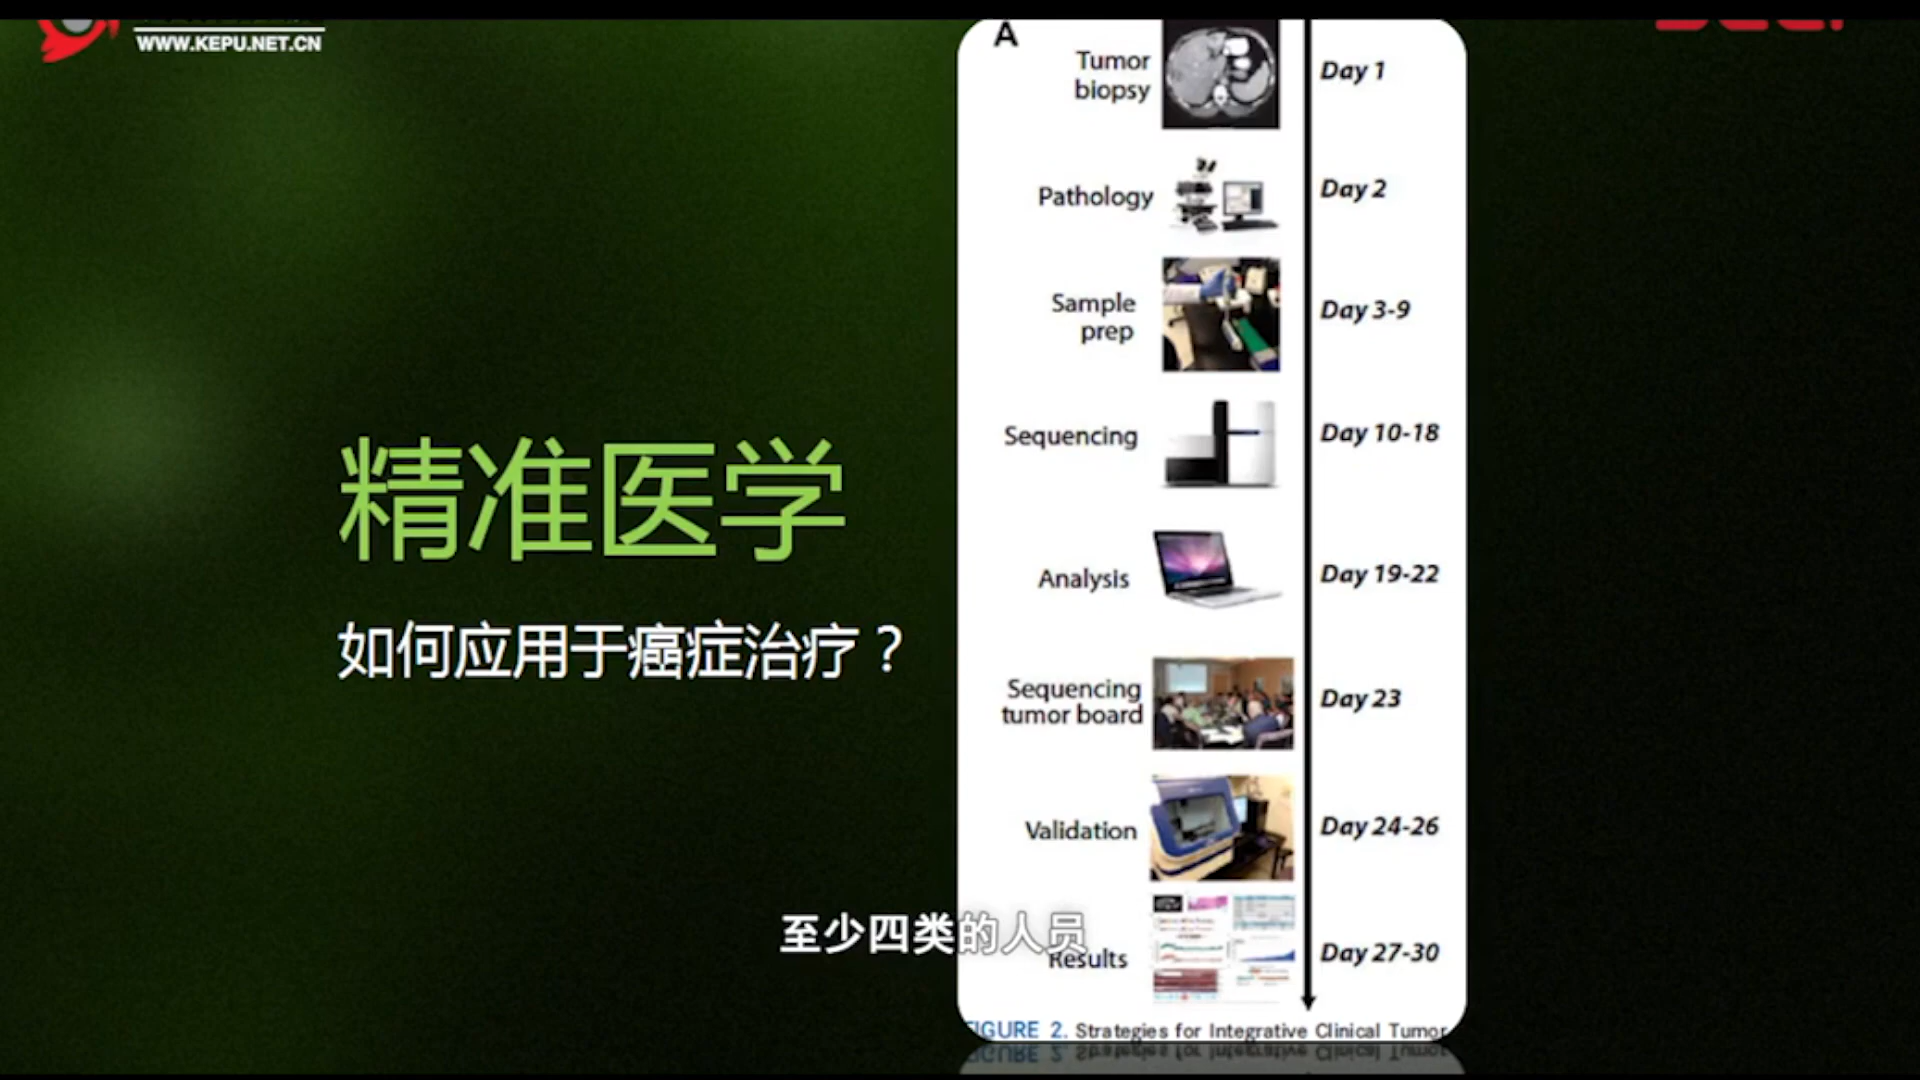 WWW.KEPU.NET.CN
精准医学
如何应用于癌症治疗？
A
Tumor
biopsy
Day 1
Pathology
Day 2
Sample
prep
Day 3-9
Sequencing
Day 10-18
Analysis
Day 19-22
Sequencing
tumor board
Day 23
Validation
Day 24-26
Results
Day 27-30
FIGURE 2. Strategies for Integrative Clinical Tumor
至少四类的人员